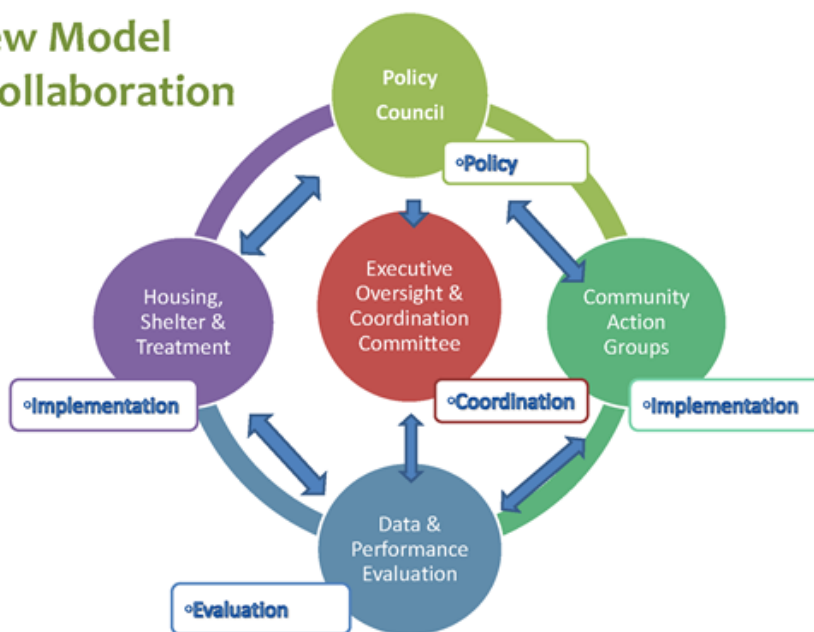 ew Model
ollaboration
Policy
Council
◦Policy
Executive
Oversight &
Coordination
Committee
Housing,
Shelter &
Treatment
Community
Action
Groups
◦Implementation
◦Coordination
◦Implementation
Data &
Performance
Evaluation
◦Evaluation